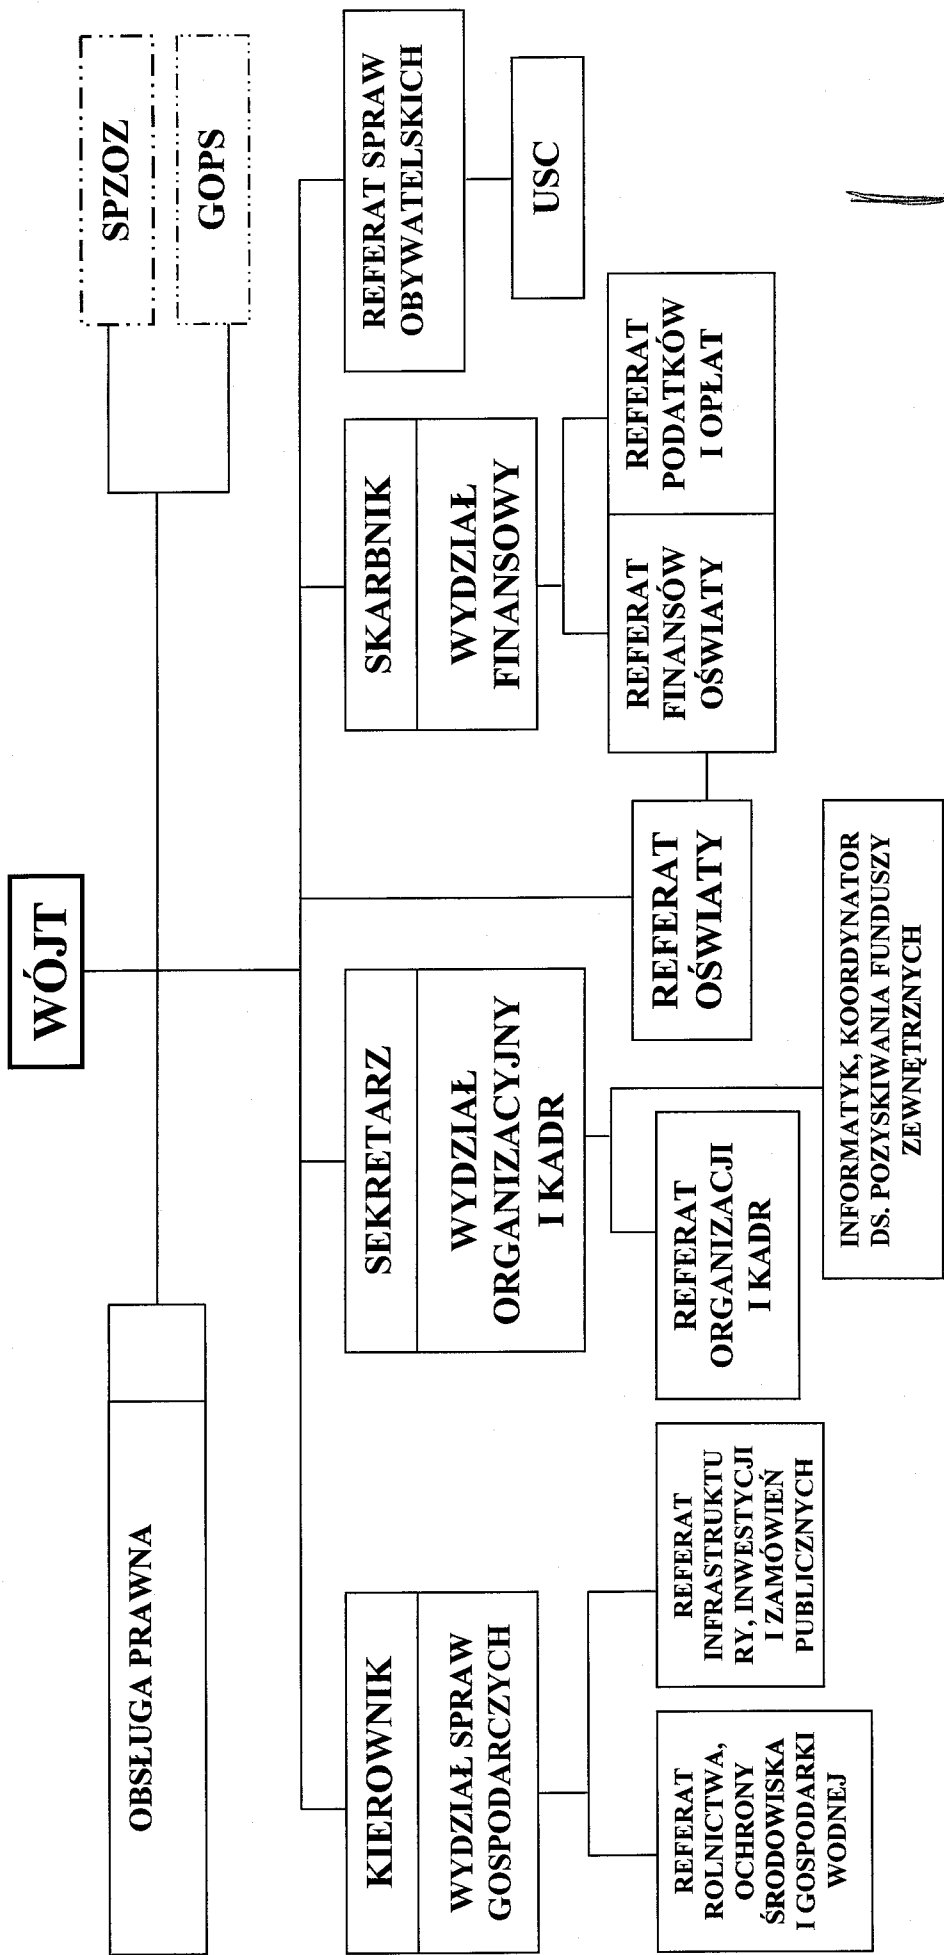 WÓJT
OBSŁUGA PRAWNA
SPZOZ
GOPS
KIEROWNIK
WYDZIAŁ SPRAW
GOSPODARCZYCH
SEKRETARZ
WYDZIAŁ
ORGANIZACYJNY
I KADR
SKARBNIK
WYDZIAŁ
FINANSOWY
REFERAT SPRAW
OBYWATELSKICH
USC
REFERAT
ROLNICTWA,
OCHRONY
ŚRODOWISKA
I GOSPODARKI
WODNEJ
REFERAT
INFRASTRUKTU
RY, INWESTYCJI
I ZAMÓWIEŃ
PUBLICZNYCH
REFERAT
ORGANIZACJI
I KADR
REFERAT
OŚWIATY
REFERAT
FINANSÓW
OŚWIATY
REFERAT
PODATKÓW
I OPŁAT
INFORMATYK, KOORDYNATOR
DS. POZYSKIWANIA FUNDUSZY
ZEWNĘTRZNYCH